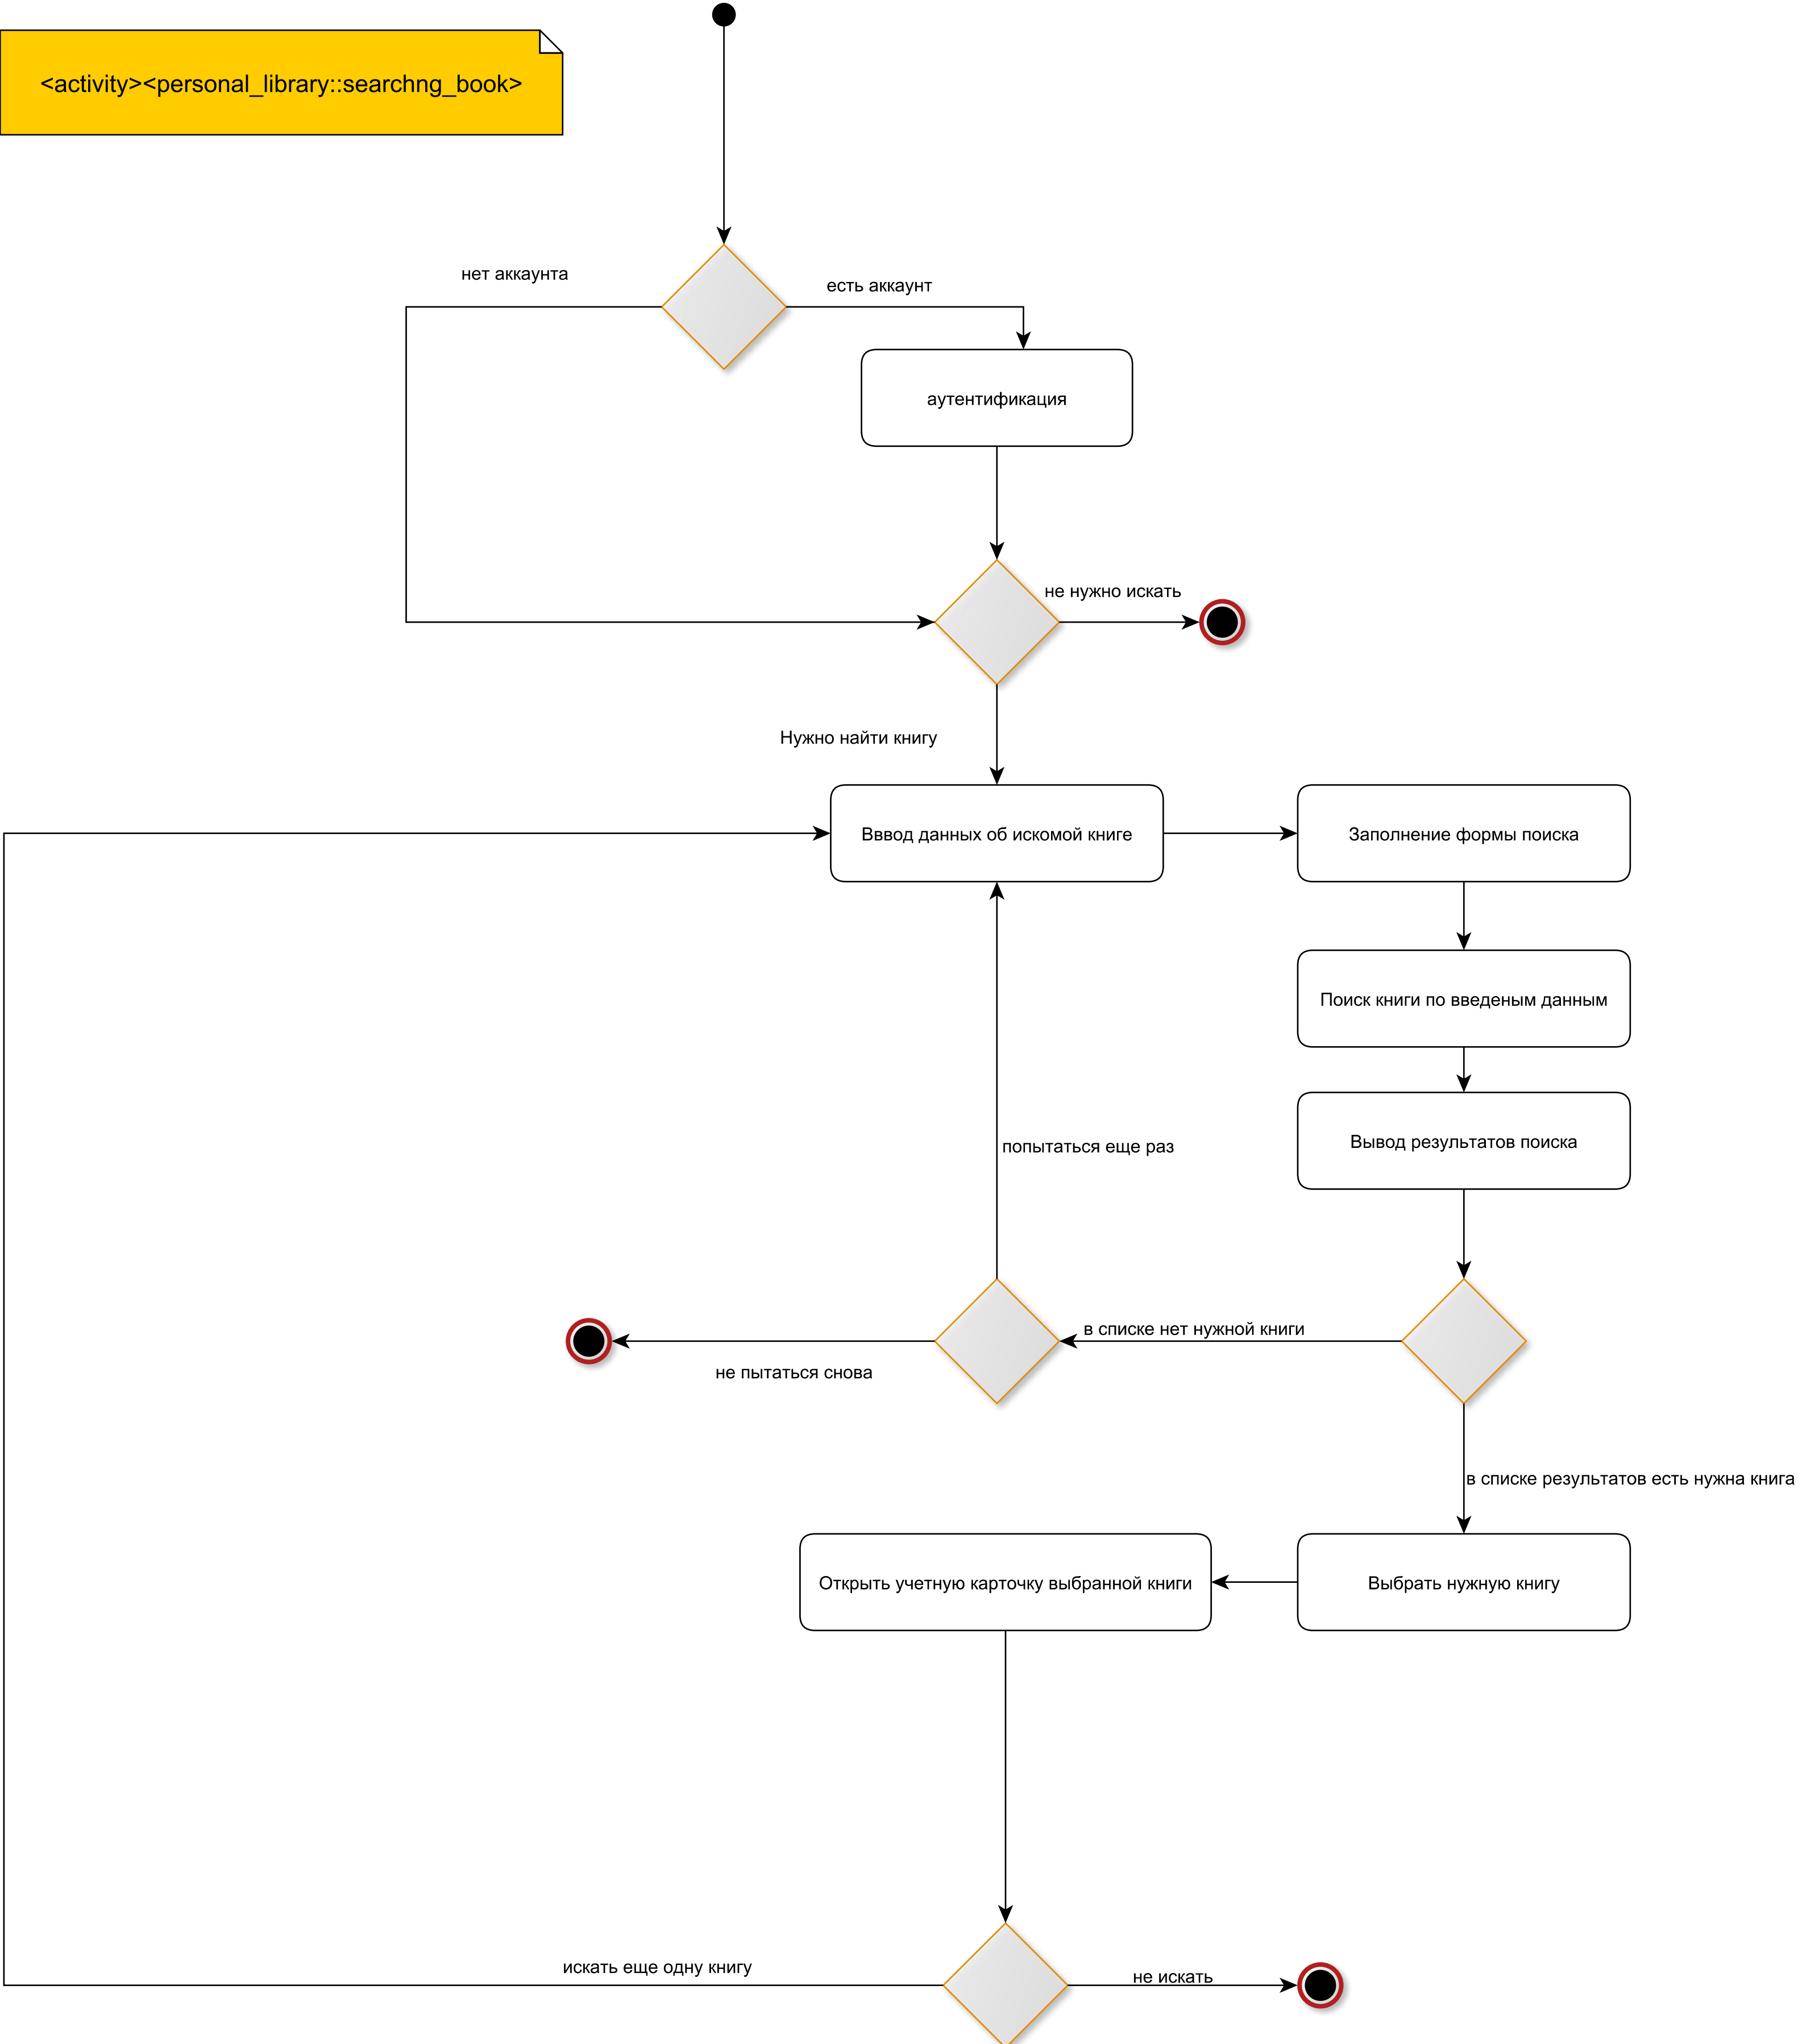 <activity><personal_library::searchng_book>
нет аккаунта
есть аккаунт
аутентификация
не нужно искать
Нужно найти книгу
Вввод данных об искомой книге
Заполнение формы поиска
Поиск книги по введеным данным
Вывод результатов поиска
попытаться еще раз
в списке нет нужной книги
не пытаться снова
в списке результатов есть нужна книга
Открыть учетную карточку выбранной книги
Выбрать нужную книгу
искать еще одну книгу
не искать